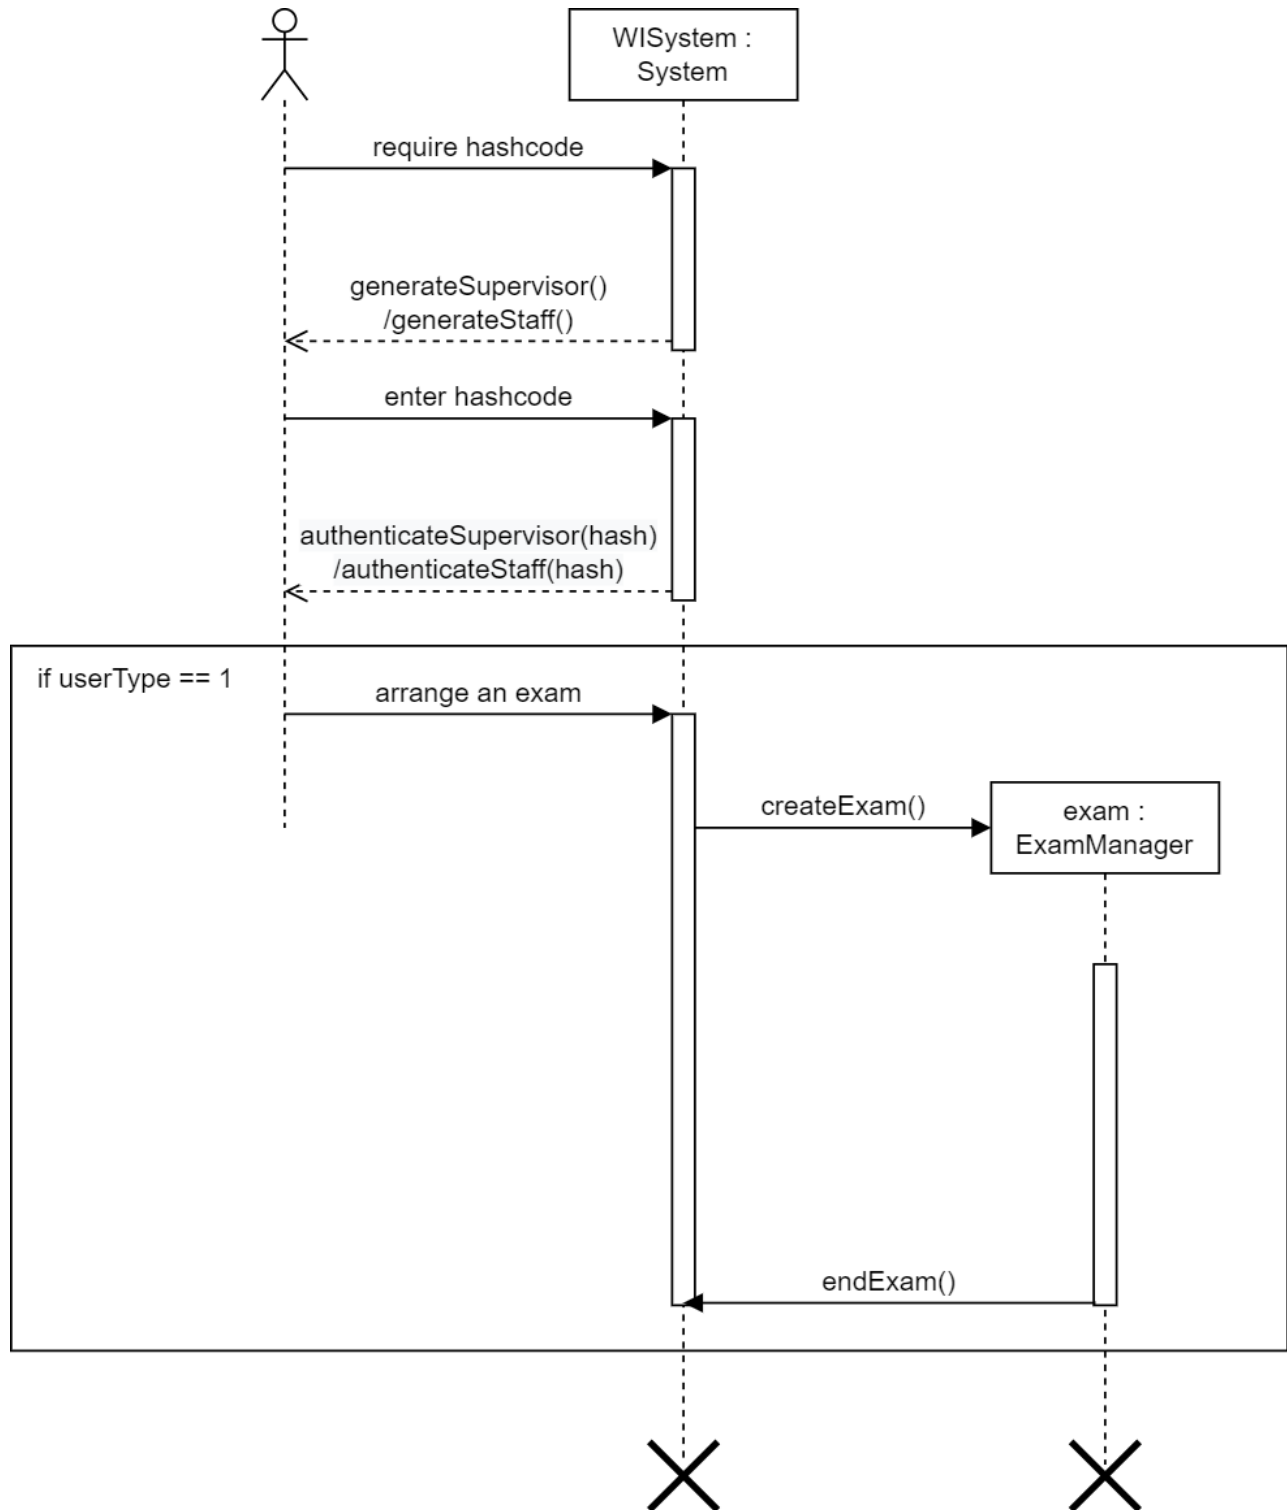 WISystem :
System
require hashcode
generateSupervisor()
/generateStaff()
enter hashcode
authenticateSupervisor(hash)
/authenticateStaff(hash)
if userType == 1
arrange an exam
createExam()
exam :
ExamManager
endExam()